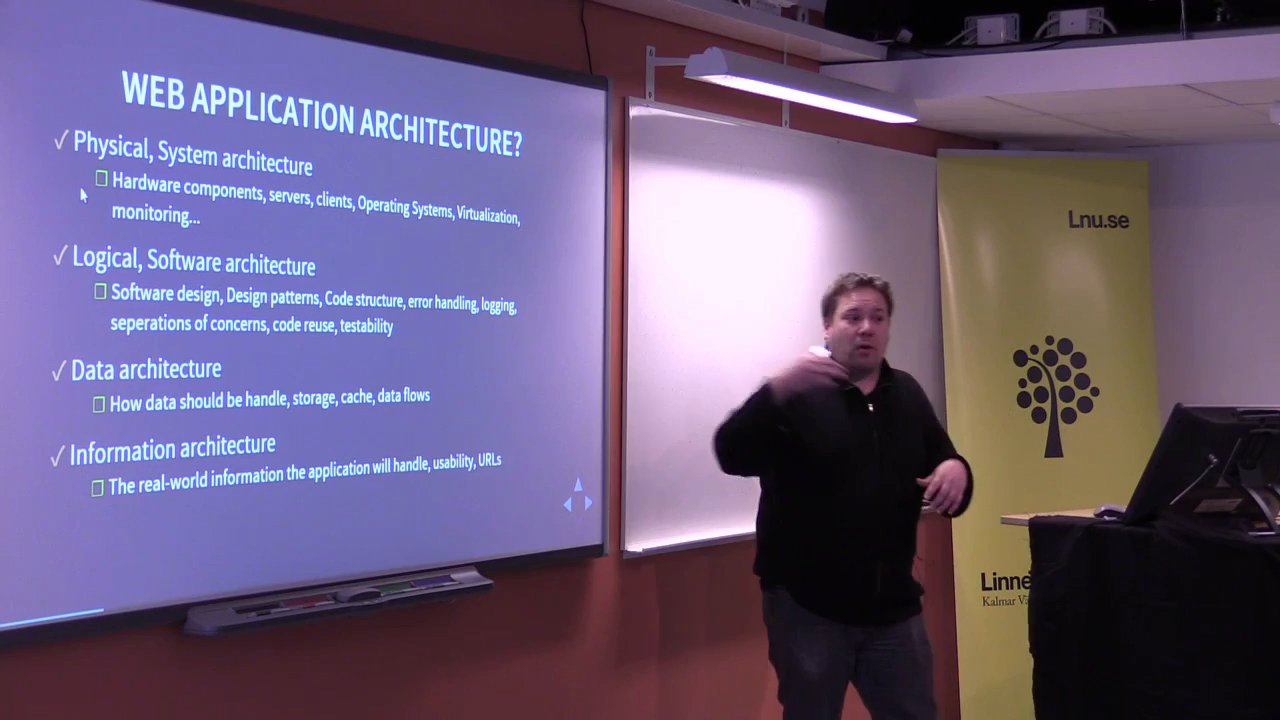 WEB APPLICATION ARCHITECTURE?
Physical, System architecture
Hardware components, servers, clients, Operating Systems, Virtualization,
monitoring...
Logical, Software architecture
Software design, Design patterns, Code structure, error handling, logging,
seperations of concerns, code reuse, testability
Data architecture
How data should be handle, storage, cache, data flows
Information architecture
The real-world information the application will handle, usability, URLs
Lnu.se
Linne
Kalmar Vä